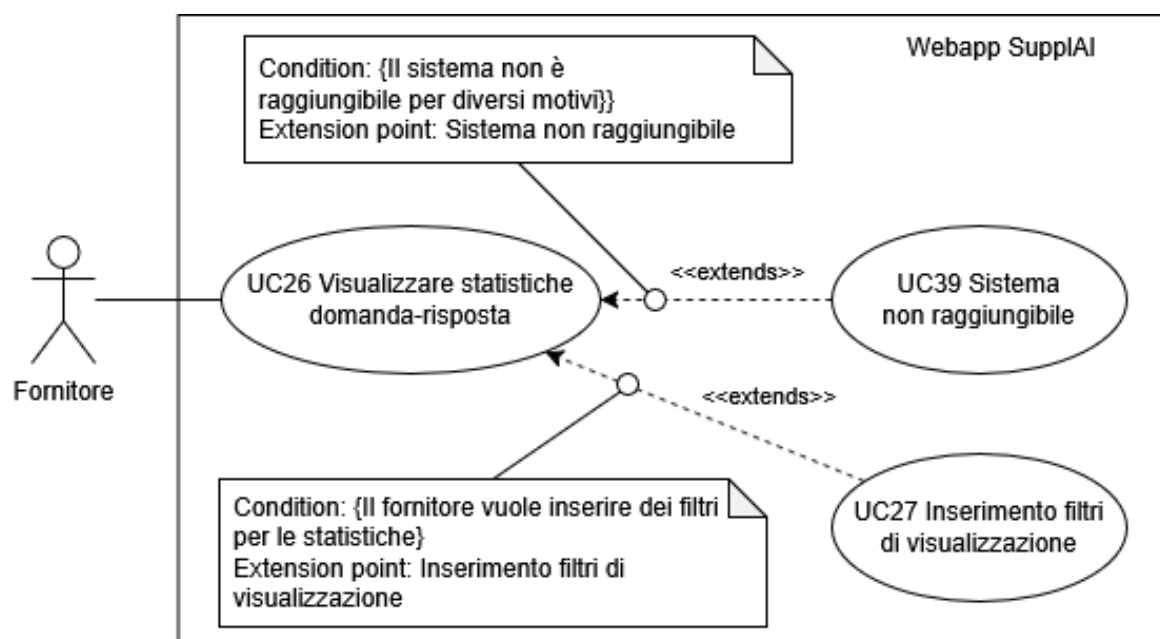 Webapp SupplAI
Condition: {Il sistema non è
raggiungibile per diversi motivi}}
Extension point: Sistema non raggiungibile
<<extends>>
UC26 Visualizzare statistiche
domanda-risposta
UC39 Sistema
non raggiungibile
Fornitore
<<extends>>
Condition: {Il fornitore vuole inserire dei filtri
per le statistiche}
Extension point: Inserimento filtri di
visualizzazione
UC27 Inserimento filtri
di visualizzazione